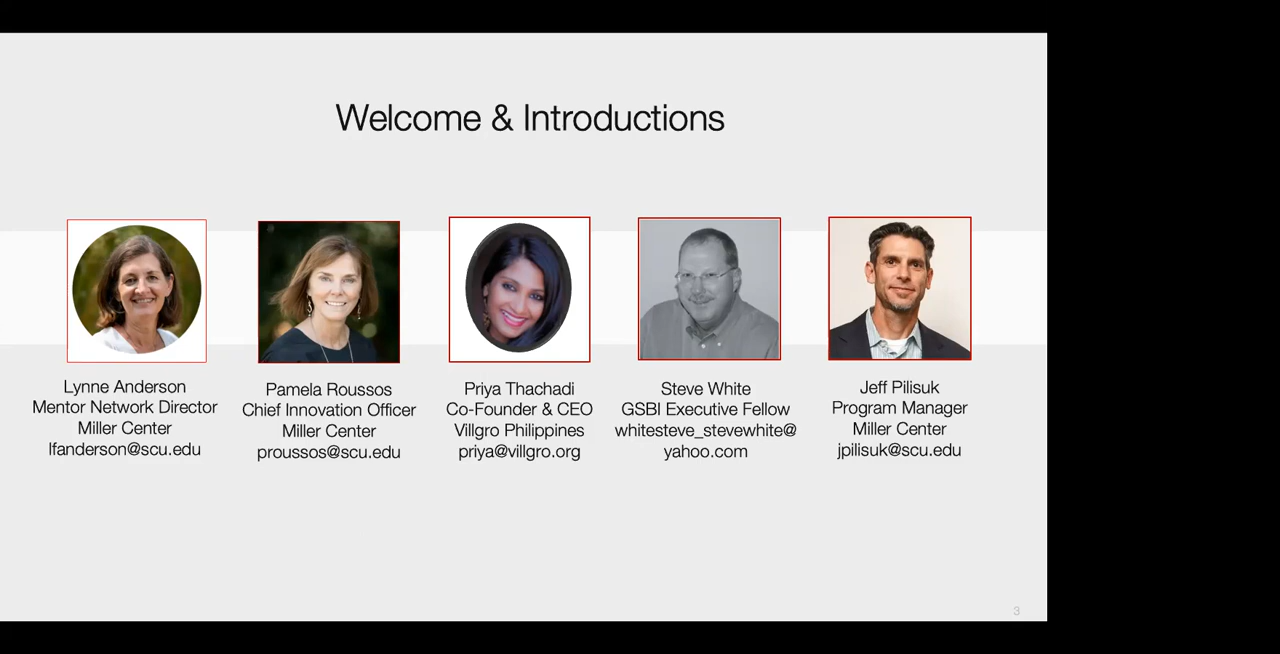 Welcome & Introductions
Lynne Anderson
Mentor Network Director
Miller Center
lfanderson@scu.edu
Pamela Roussos
Chief Innovation Officer
Miller Center
proussos@scu.edu
Priya Thachadi
Co-Founder & CEO
Villgro Philippines
priya@villgro.org
Steve White
GSBI Executive Fellow
whitesteve_stevewhite@
yahoo.com
Jeff Pilisuk
Program Manager
Miller Center
jpilisuk@scu.edu
3